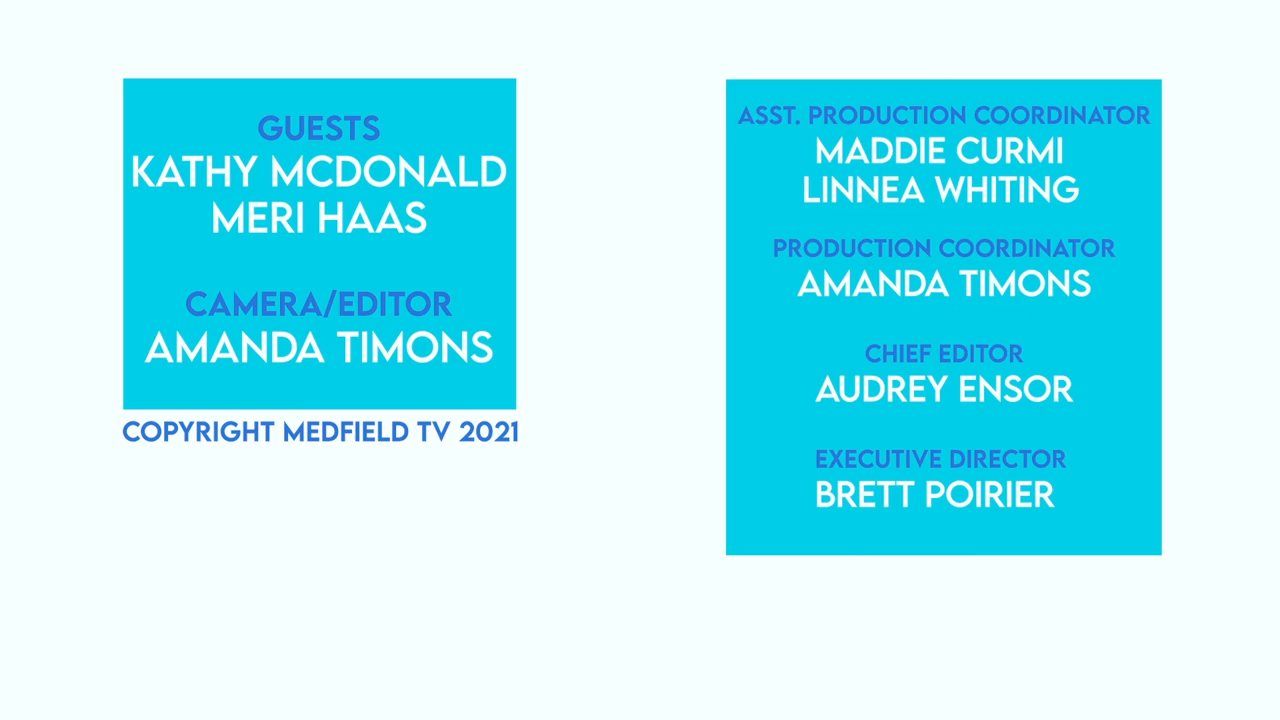 GUESTS
KATHY MCDONALD
MERI HAAS
CAMERA/EDITOR
AMANDA TIMONS
COPYRIGHT MEDFIELD TV 2021
ASST. PRODUCTION COORDINATOR
MADDIE CURMI
LINNEA WHITING
PRODUCTION COORDINATOR
AMANDA TIMONS
CHIEF EDITOR
AUDREY ENSOR
EXECUTIVE DIRECTOR
BRETT POIRIER